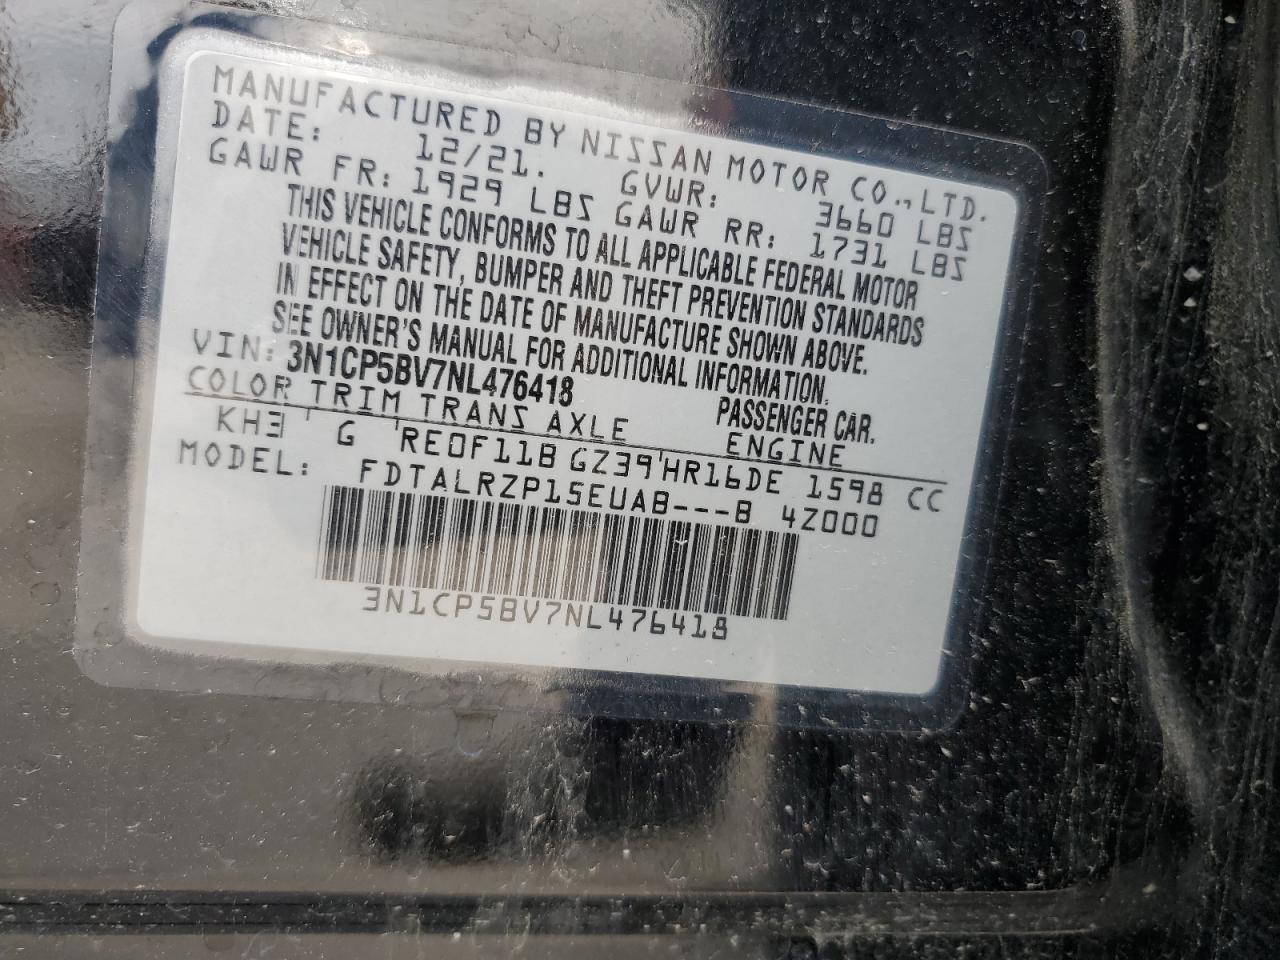 MANUFACTURED BY NISSAN MOTOR CO.,LTD.
DATE: 12/21. GVWR: 3660 LBS
GAWR FR: 1929 LBS GAWR RR: 1731 LBS
THIS VEHICLE CONFORMS TO ALL APPLICABLE FEDERAL MOTOR
VEHICLE SAFETY, BUMPER AND THEFT PREVENTION STANDARDS
IN EFFECT ON THE DATE OF MANUFACTURE SHOWN ABOVE.
SEE OWNER'S MANUAL FOR ADDITIONAL INFORMATION.
VIN: 3N1CP5BV7NL476418 PASSENGER CAR.
COLOR TRIM TRANS AXLE ENGINE
KH3 G RE0F11B GZ39 HR16DE 1598 CC
MODEL: FDTALRZP15EUAB---B 4Z000
3N1CP5BV7NL476418